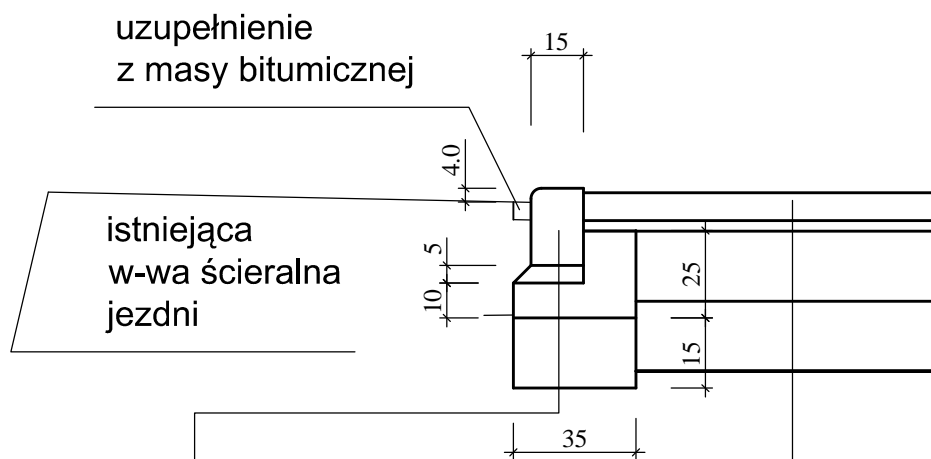 uzupełnienie
z masy bitumicznej
15
4.0
istniejąca
w-wa ścieralna
jezdni
5
10
25
15
35